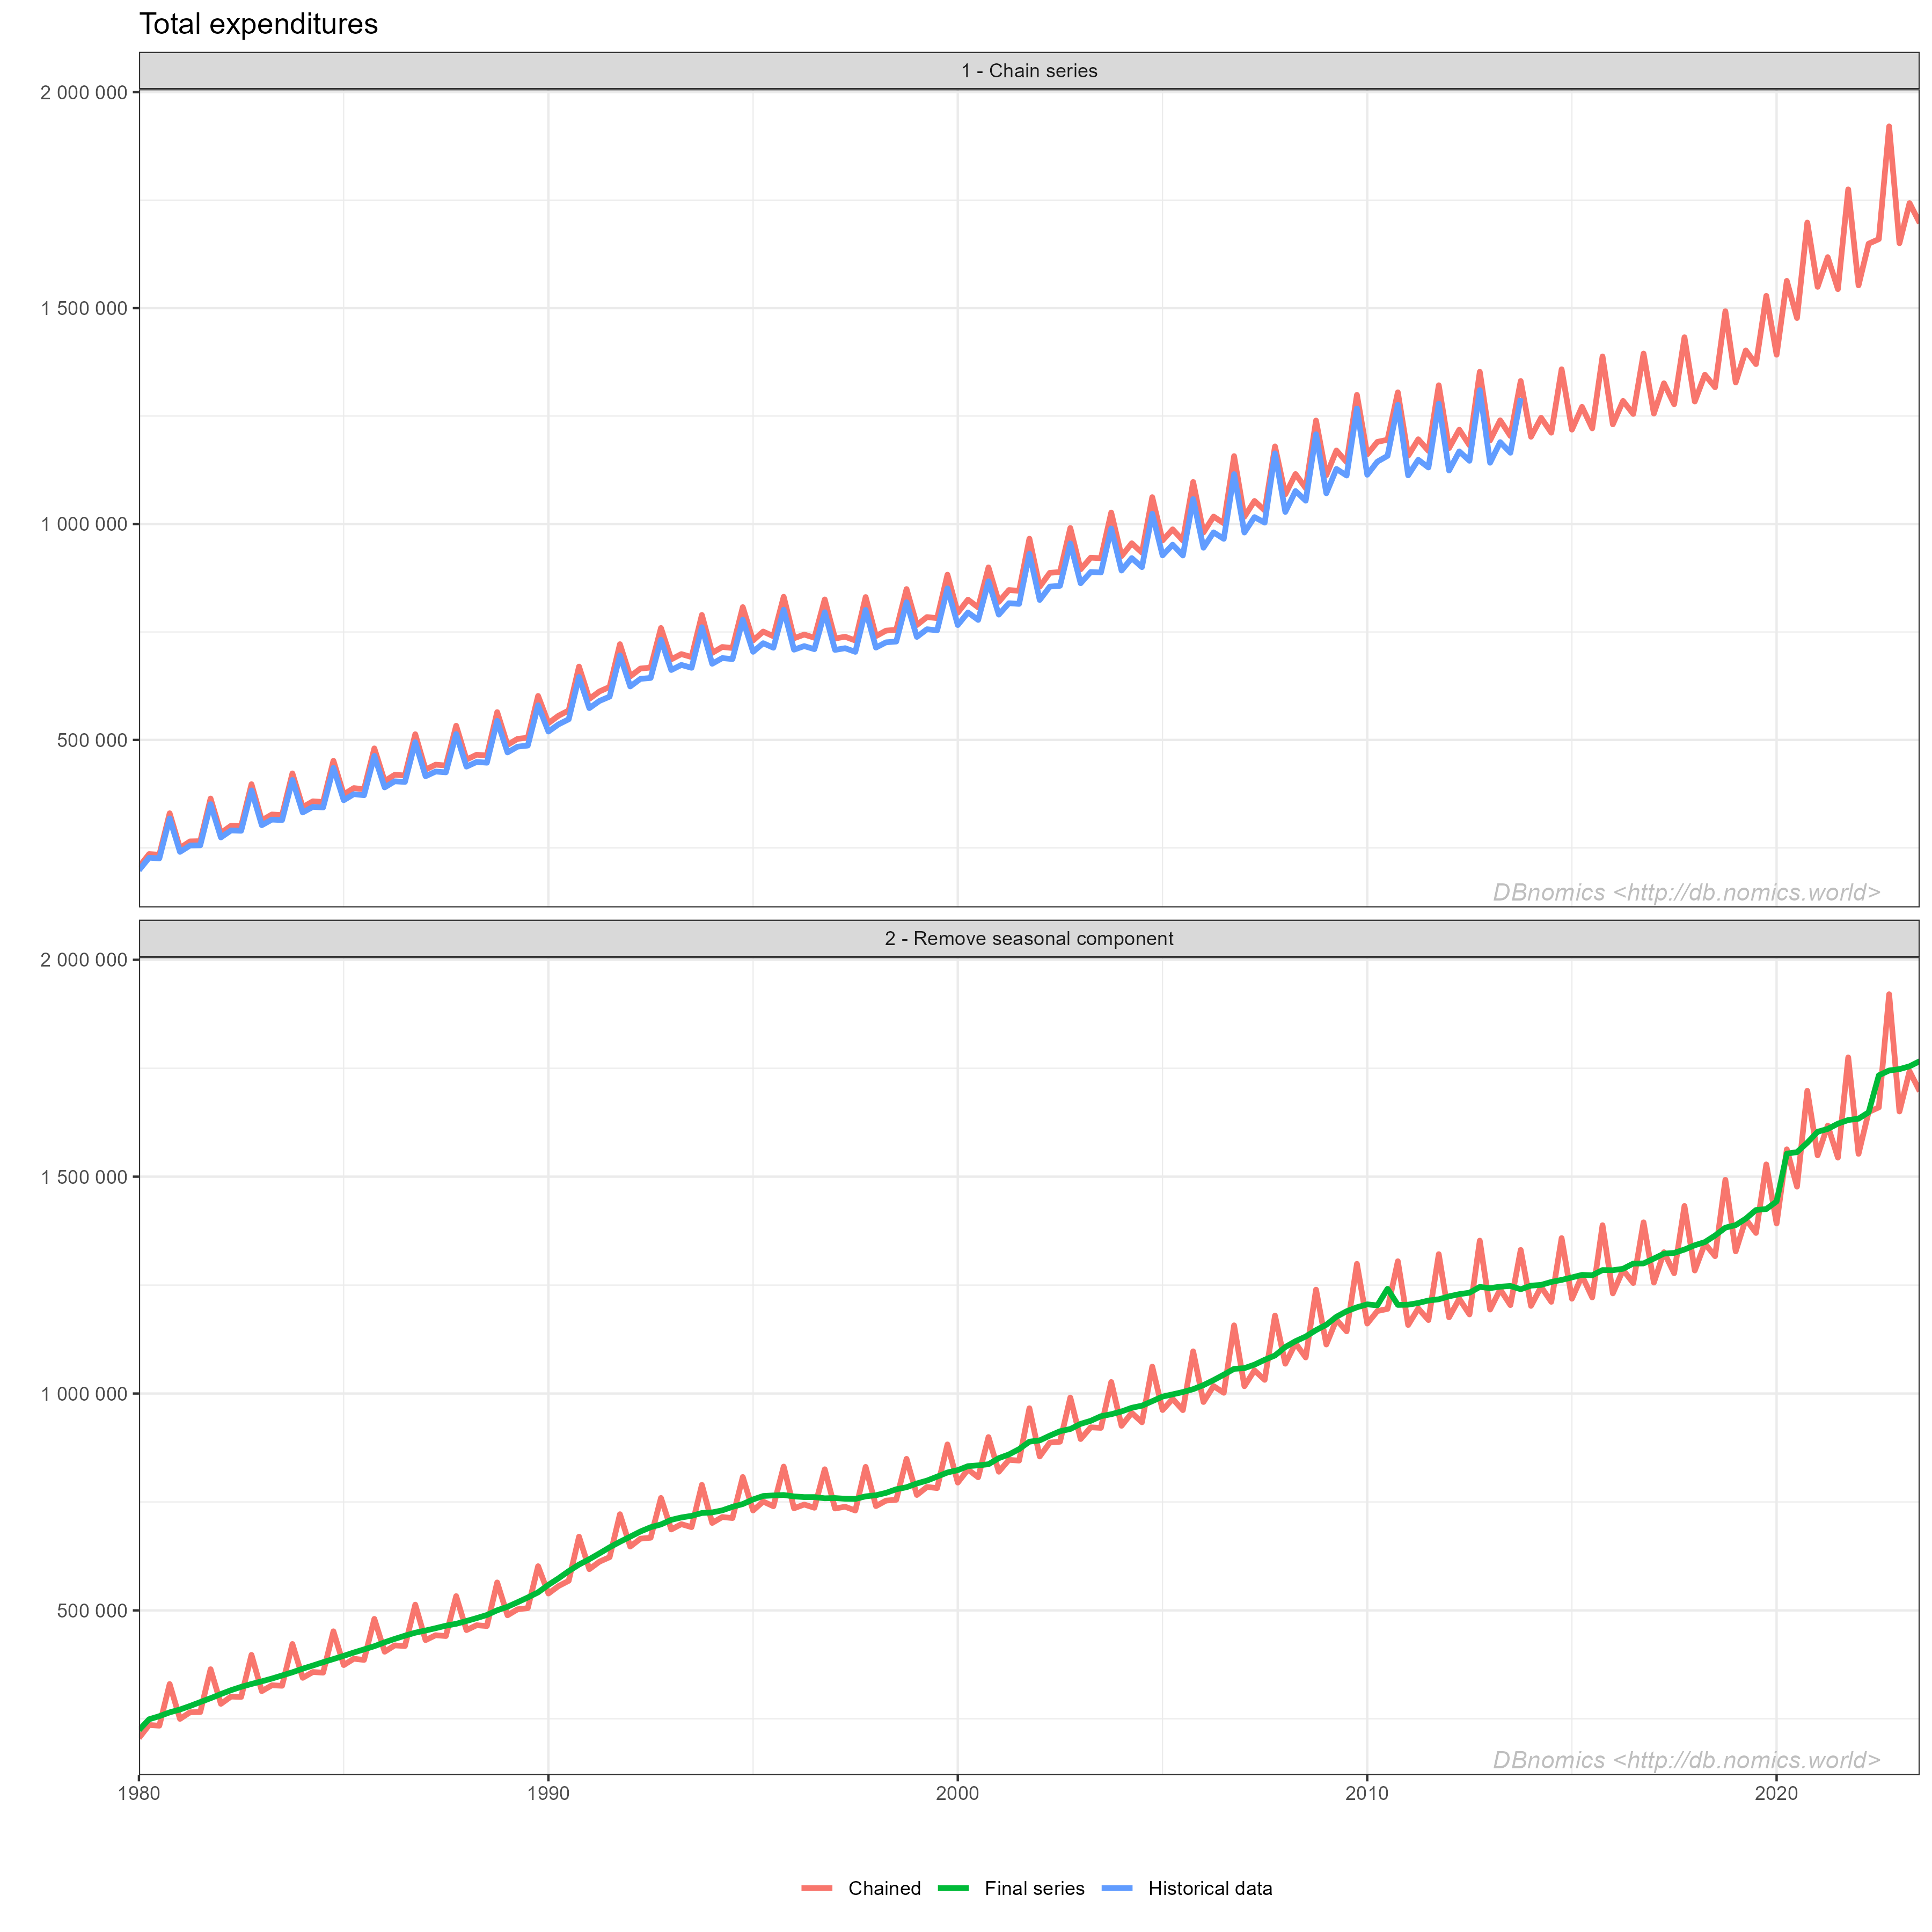 Total expenditures
1 - Chain series
2 000 000
1 500 000
1 000 000
500 000
DBnomics <http://db.nomics.world>
2 - Remove seasonal component
2 000 000
1 500 000
1 000 000
500 000
DBnomics <http://db.nomics.world>
1980 1990 2000 2010 2020
Chained Final series Historical data